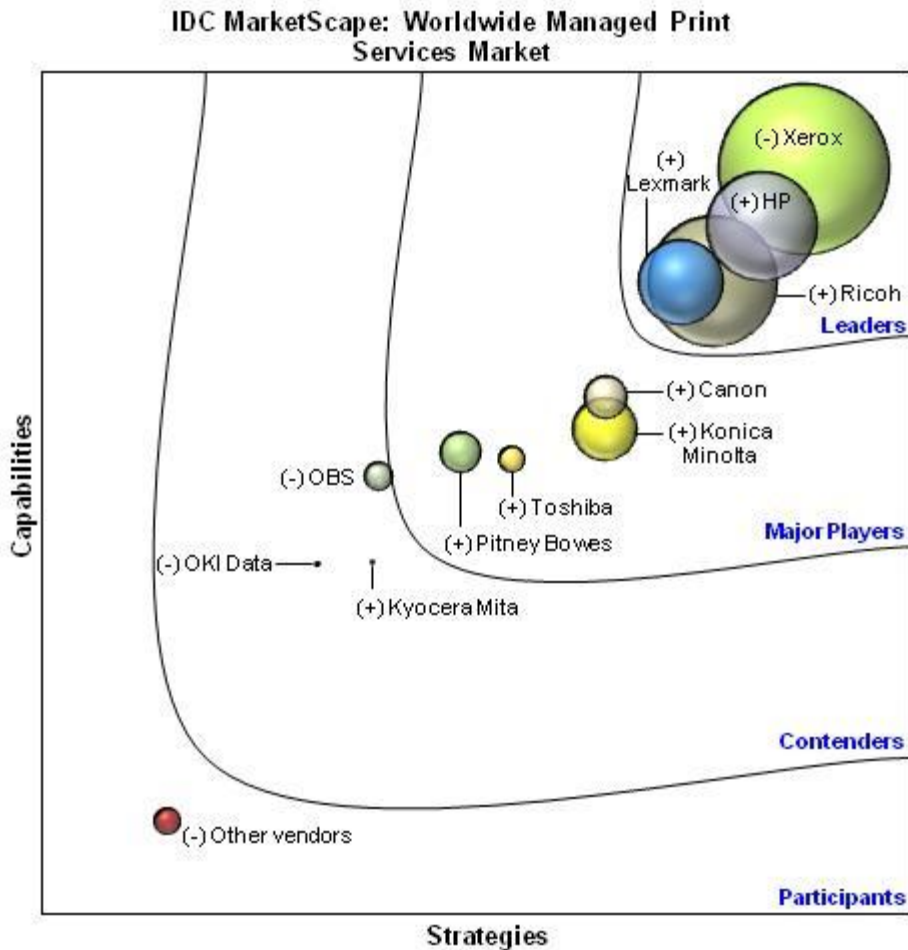 IDC MarketScape: Worldwide Managed Print
Services Market
(-) Xerox
(+)
Lexmark
(+) HP
(+) Ricoh
Leaders
(+) Canon
(+) Konica
Minolta
(-) OBS
(+) Toshiba
(+) Pitney Bowes
Major Players
(-) OKI Data
(+) Kyocera Mita
Contenders
(-) Other vendors
Participants
Capabilities
Strategies